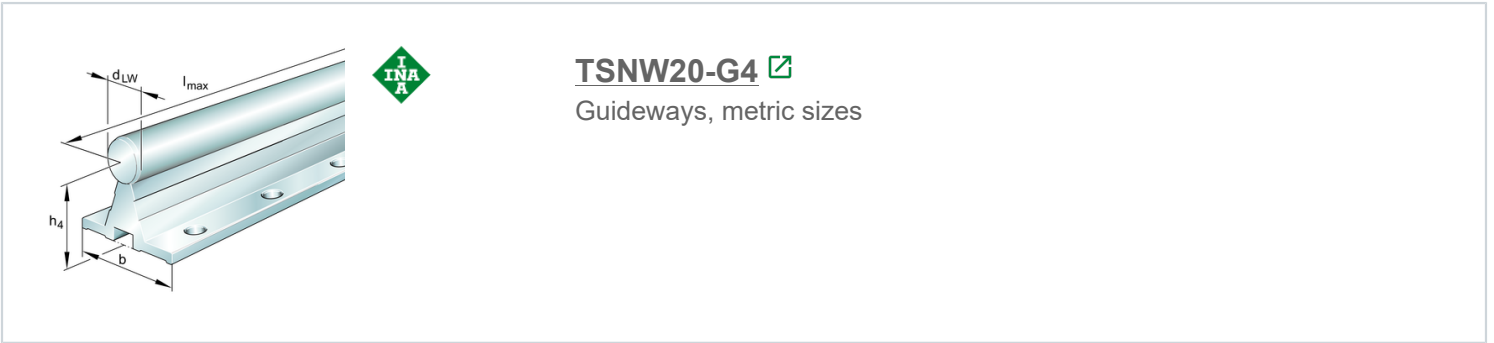 dLW
lmax
I
INA
A
TSNW20-G4
Guideways, metric sizes
h4
b